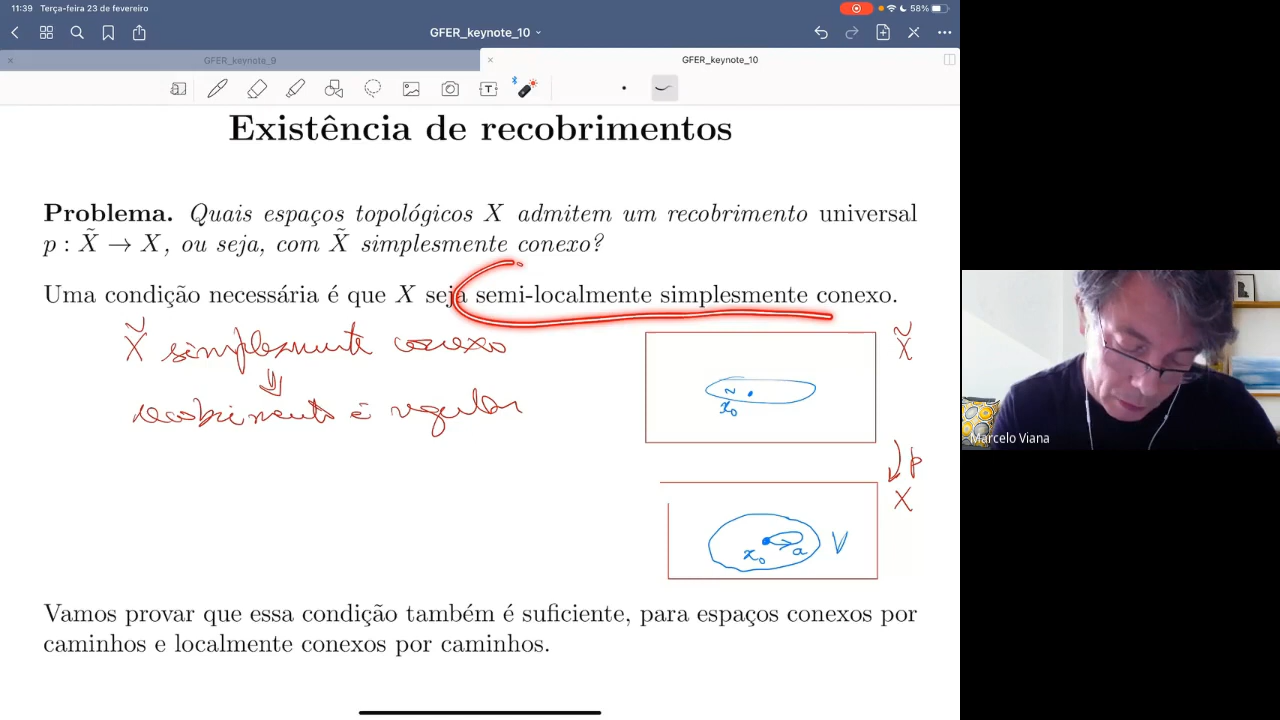 11:39 Terça-feira 23 de fevereiro
58%
GFER_keynote_10
GFER_keynote_9
GFER_keynote_10
T
Existência de recobrimentos
Problema. Quais espaços topológicos X admitem um recobrimento universal
p : X̃ → X, ou seja, com X̃ simplesmente conexo?
Uma condição necessária é que X seja semi-localmente simplesmente conexo.
X̃ simplesmente conexo
⇓
recobrimento é regular
X̃
x̃₀
p
X
x₀ a V
Vamos provar que essa condição também é suficiente, para espaços conexos por
caminhos e localmente conexos por caminhos.
Marcelo Viana